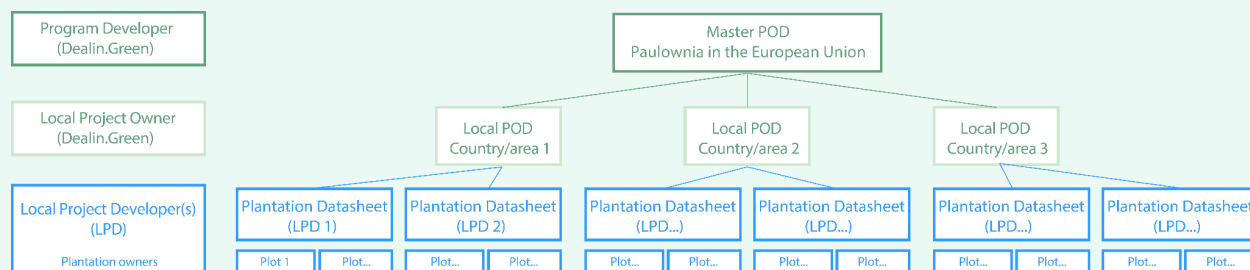 Program Developer
(Dealin.Green)
Master POD
Paulownia in the European Union
Local Project Owner
(Dealin.Green)
Local POD
Country/area 1
Local POD
Country/area 2
Local POD
Country/area 3
Local Project Developer(s)
(LPD)
Plantation owners
Plantation Datasheet
(LPD 1)
Plantation Datasheet
(LPD 2)
Plantation Datasheet
(LPD...)
Plantation Datasheet
(LPD...)
Plantation Datasheet
(LPD...)
Plantation Datasheet
(LPD...)
Plot 1
Plot...
Plot...
Plot...
Plot...
Plot...
Plot...
Plot...
Plot...
Plot...
Plot...
Plot...